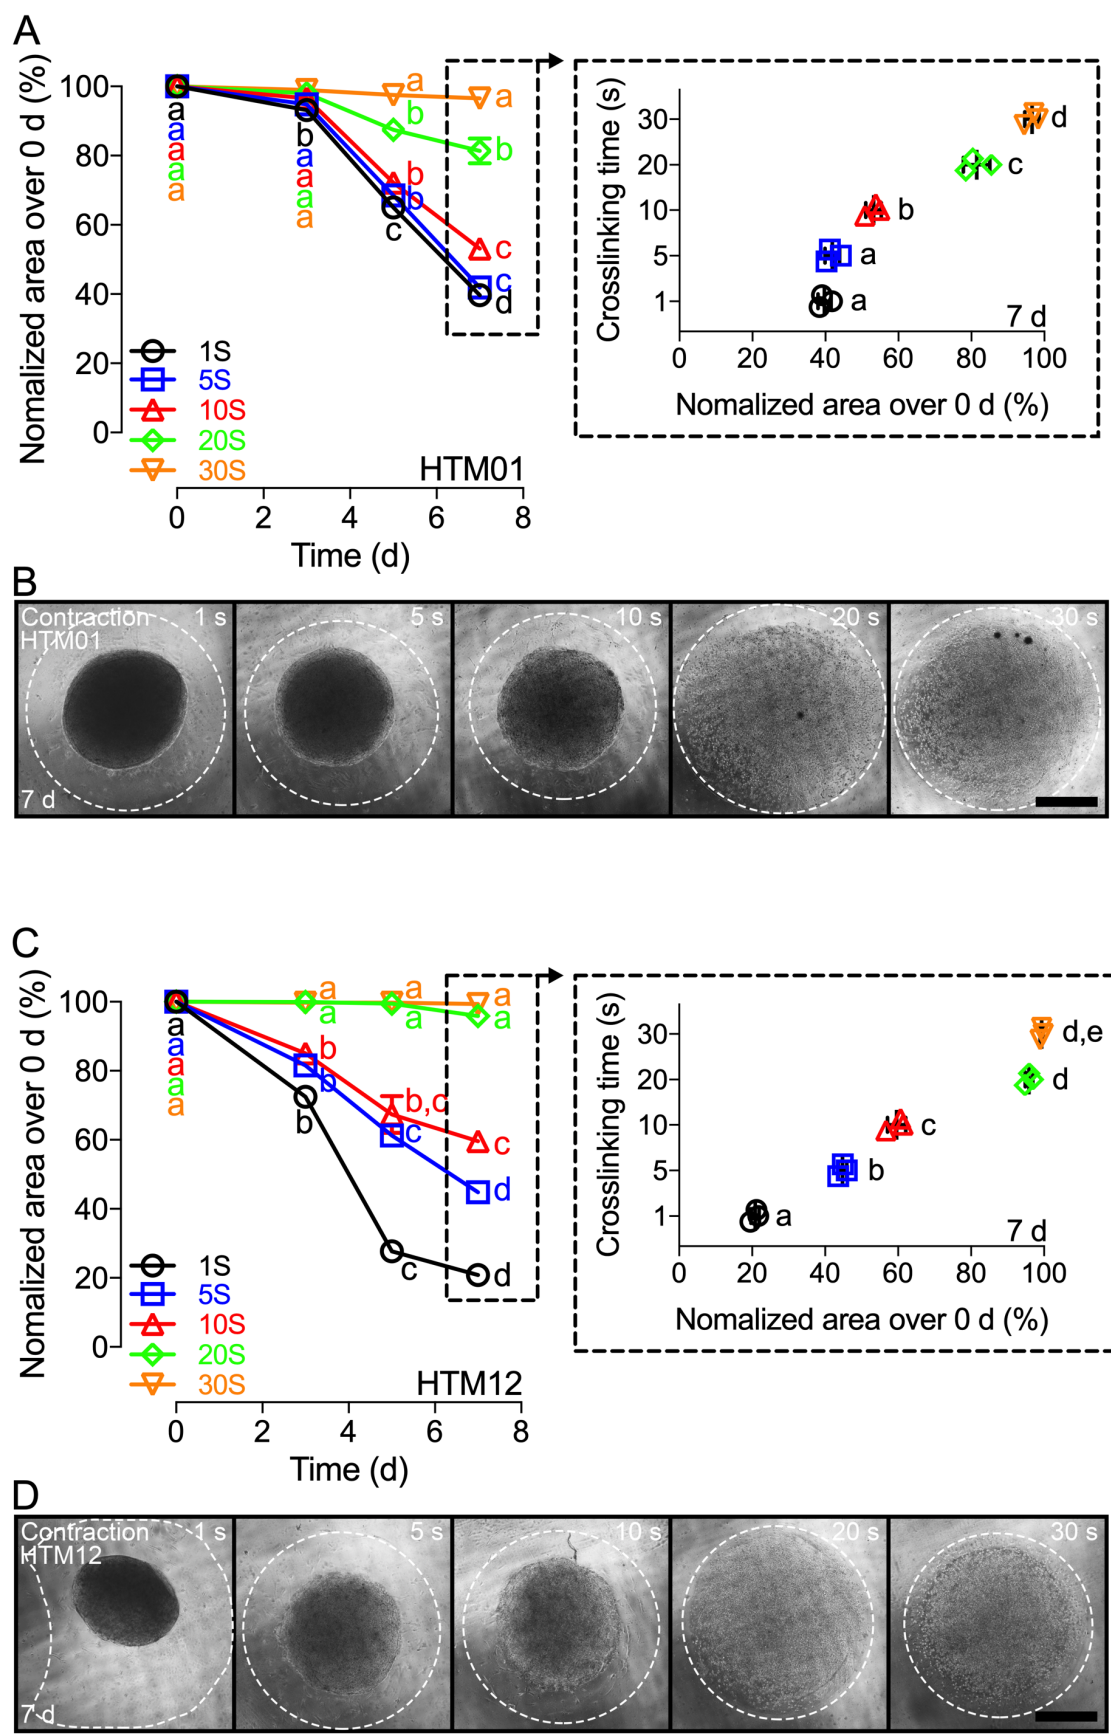 A
Nomalized area over 0 d (%)
100
80
60
40
20
0
a
a
a
a
a
b
a
a
a
a
a
b
b
b
c
a
b
c
c
d
1S
5S
10S
20S
30S
HTM01
0 2 4 6 8
Time (d)
Crosslinking time (s)
30
20
10
5
1
d
c
b
a
a
7 d
0 20 40 60 80 100
Nomalized area over 0 d (%)
B
Contraction 1 s
HTM01
7 d
5 s
10 s
20 s
30 s
C
Nomalized area over 0 d (%)
100
80
60
40
20
0
a
a
a
a
a
a
a
b
b
b
a
a
b,c
c
c
a
a
c
d
d
1S
5S
10S
20S
30S
HTM12
0 2 4 6 8
Time (d)
Crosslinking time (s)
30
20
10
5
1
d,e
d
c
b
a
7 d
0 20 40 60 80 100
Nomalized area over 0 d (%)
D
Contraction 1 s
HTM12
7 d
5 s
10 s
20 s
30 s